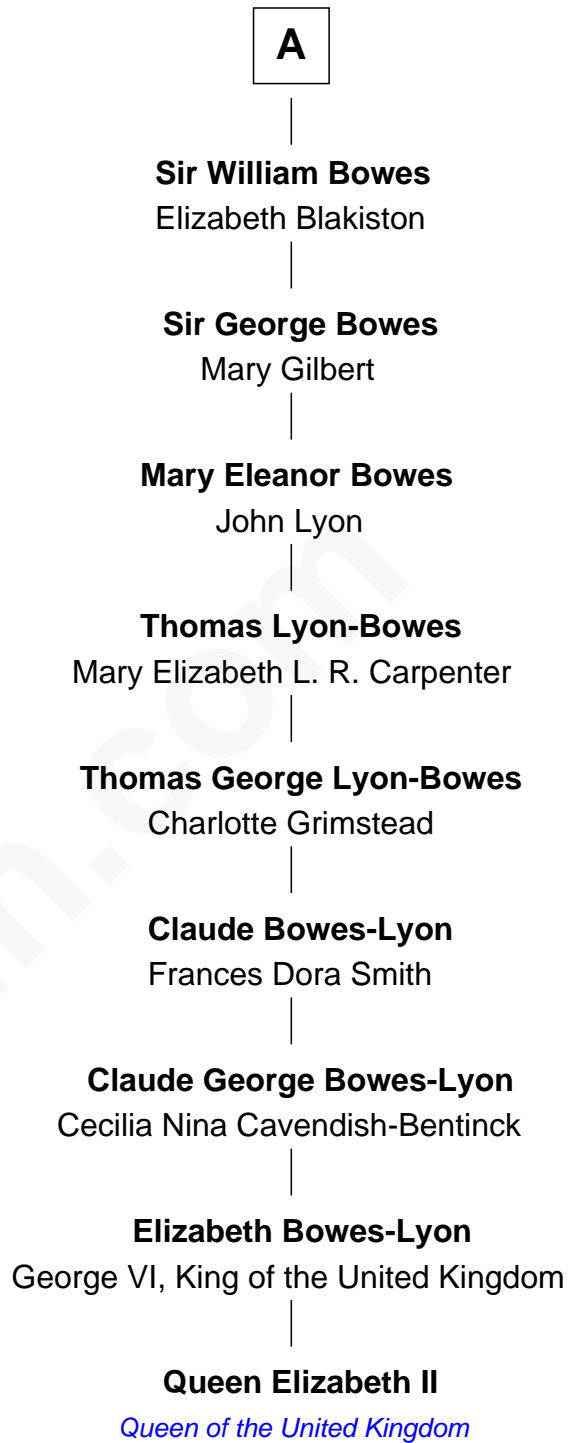 A
Sir William Bowes
Elizabeth Blakiston
Sir George Bowes
Mary Gilbert
Mary Eleanor Bowes
John Lyon
Thomas Lyon-Bowes
Mary Elizabeth L. R. Carpenter
Thomas George Lyon-Bowes
Charlotte Grimstead
Claude Bowes-Lyon
Frances Dora Smith
Claude George Bowes-Lyon
Cecilia Nina Cavendish-Bentinck
Elizabeth Bowes-Lyon
George VI, King of the United Kingdom
Queen Elizabeth II
Queen of the United Kingdom